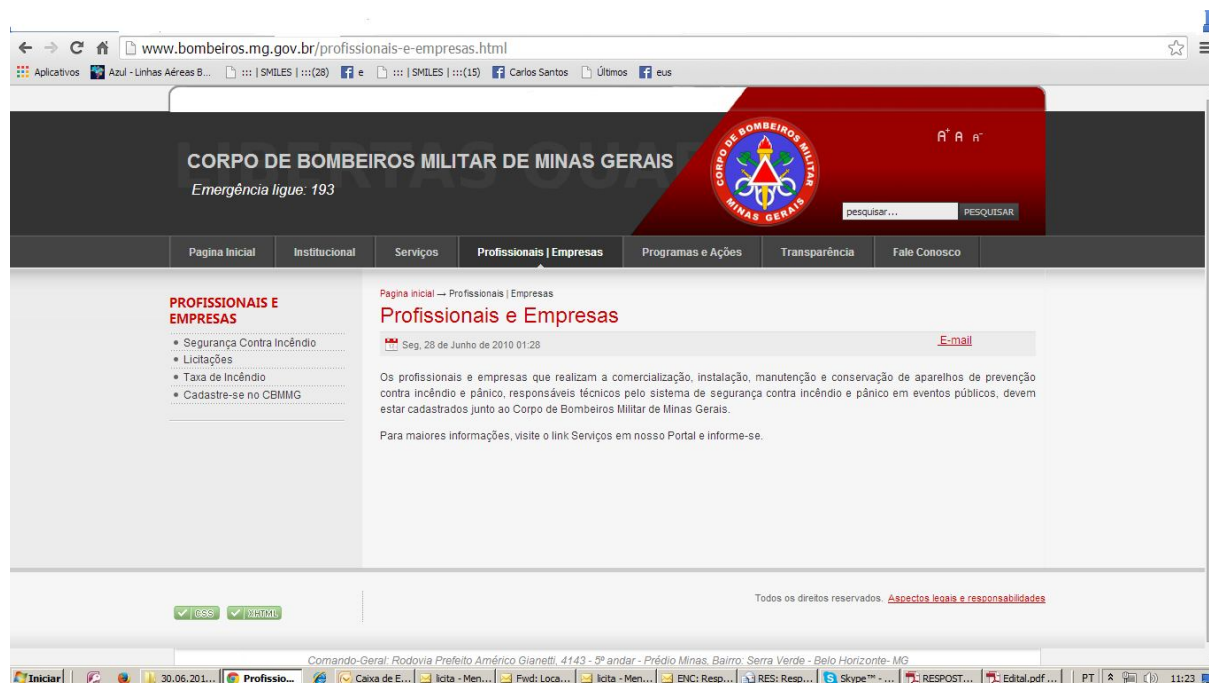 www.bombeiros.mg.gov.br/profissionais-e-empresas.html
Aplicativos Azul - Linhas Aéreas B... ::: | SMILES | :::(28) e ::: | SMILES | :::(15) Carlos Santos Últimos eus
LIBERTAS QUAE
CORPO DE BOMBEIROS MILITAR DE MINAS GERAIS
Emergência ligue: 193
CORPO DE BOMBEIROS MILITAR
MINAS GERAIS
A+ A A-
pesquisar... PESQUISAR
Pagina Inicial Institucional Serviços Profissionais | Empresas Programas e Ações Transparência Fale Conosco
PROFISSIONAIS E
EMPRESAS
Segurança Contra Incêndio
Licitações
Taxa de Incêndio
Cadastre-se no CBMMG
Pagina inicial → Profissionais | Empresas
Profissionais e Empresas
Seg, 28 de Junho de 2010 01:28
E-mail
Os profissionais e empresas que realizam a comercialização, instalação, manutenção e conservação de aparelhos de prevenção
contra incêndio e pânico, responsáveis técnicos pelo sistema de segurança contra incêndio e pânico em eventos públicos, devem
estar cadastrados junto ao Corpo de Bombeiros Militar de Minas Gerais.
Para maiores informações, visite o link Serviços em nosso Portal e informe-se.
CSS XHTML
Todos os direitos reservados. Aspectos legais e responsabilidades
Comando-Geral: Rodovia Prefeito Américo Gianetti, 4143 - 5º andar - Prédio Minas, Bairro: Serra Verde - Belo Horizonte- MG
Iniciar 30.06.201... Profissio... Caixa de E... licita - Men... Fwd: Loca... licita - Men... ENC: Resp... RES: Resp... Skype™ - ... RESPOST... Edital.pdf ... PT 11:23